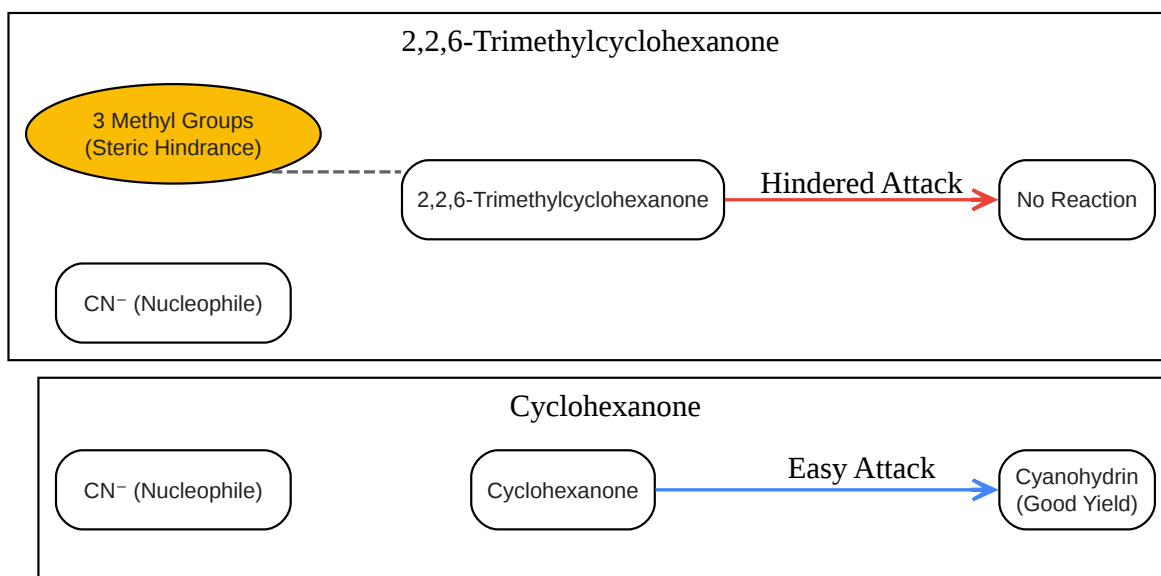 2,2,6-Trimethylcyclohexanone
3 Methyl Groups
(Steric Hindrance)
2,2,6-Trimethylcyclohexanone
Hindered Attack
No Reaction
CN⁻ (Nucleophile)
Cyclohexanone
CN⁻ (Nucleophile)
Cyclohexanone
Easy Attack
Cyanohydrin
(Good Yield)